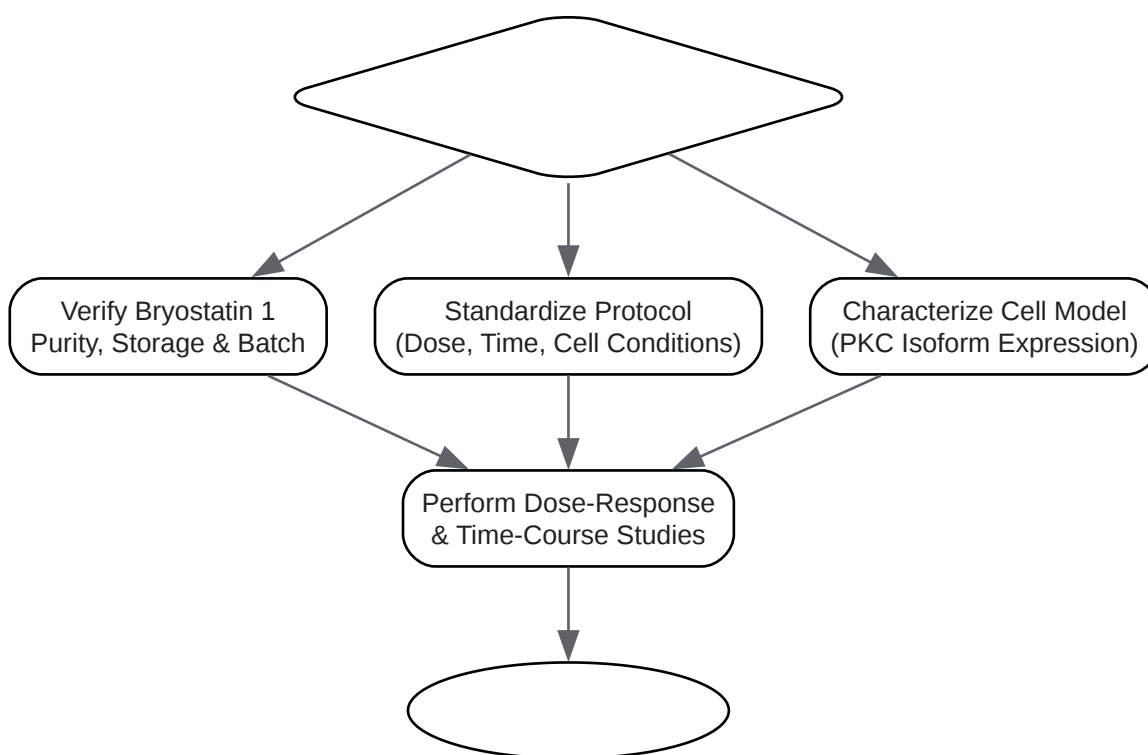 Verify Bryostatin 1
Purity, Storage & Batch
Standardize Protocol
(Dose, Time, Cell Conditions)
Characterize Cell Model
(PKC Isoform Expression)
Perform Dose-Response
& Time-Course Studies